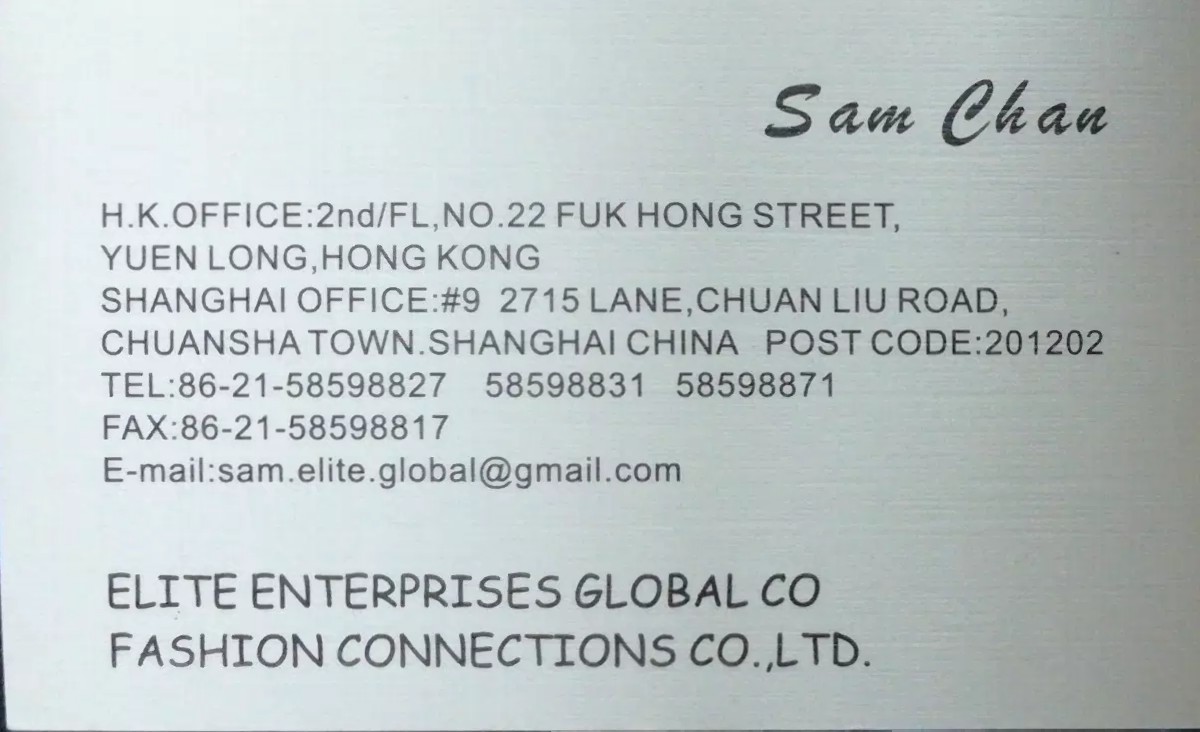 Sam Chan
H.K.OFFICE:2nd/FL,NO.22 FUK HONG STREET,
YUEN LONG,HONG KONG
SHANGHAI OFFICE:#9 2715 LANE,CHUAN LIU ROAD,
CHUANSHA TOWN.SHANGHAI CHINA POST CODE:201202
TEL:86-21-58598827 58598831 58598871
FAX:86-21-58598817
E-mail:sam.elite.global@gmail.com
ELITE ENTERPRISES GLOBAL CO
FASHION CONNECTIONS CO.,LTD.